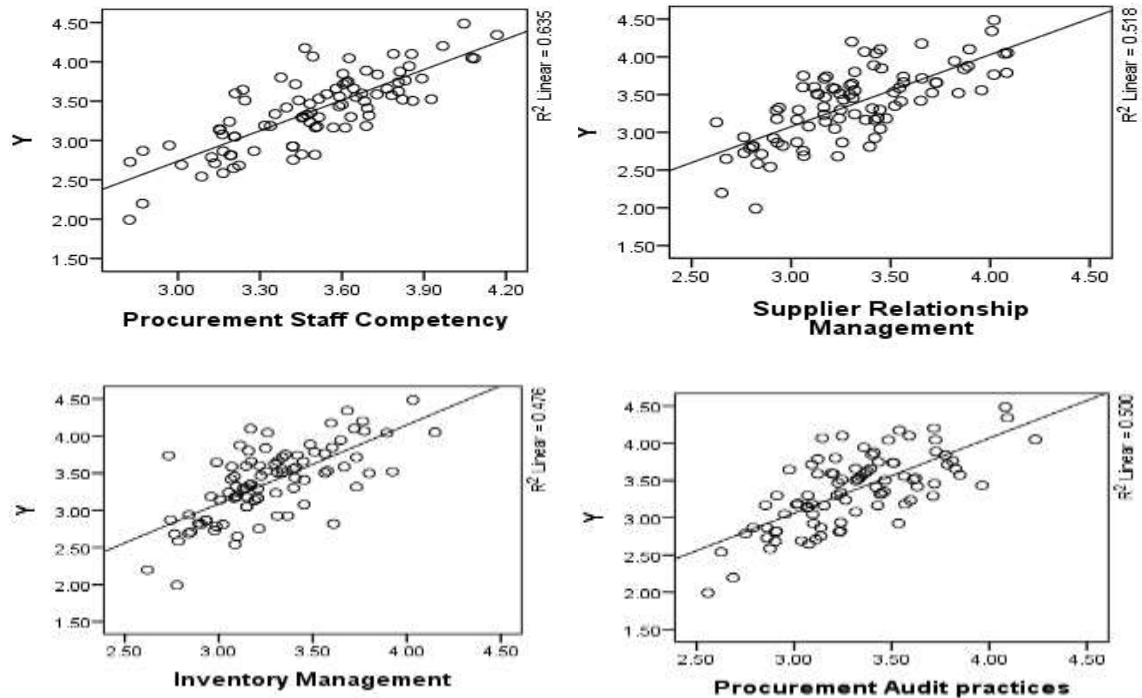 4.50
4.00
3.50
3.00
2.50
2.00
1.50
Y
3.00 3.30 3.60 3.90 4.20
Procurement Staff Competency
R² Linear = 0.635
4.50
4.00
3.50
3.00
2.50
2.00
1.50
Y
2.50 3.00 3.50 4.00 4.50
Supplier Relationship
Management
R² Linear = 0.518
4.50
4.00
3.50
3.00
2.50
2.00
1.50
Y
2.50 3.00 3.50 4.00 4.50
Inventory Management
R² Linear = 0.476
4.50
4.00
3.50
3.00
2.50
2.00
1.50
Y
2.50 3.00 3.50 4.00 4.50
Procurement Audit practices
R² Linear = 0.500